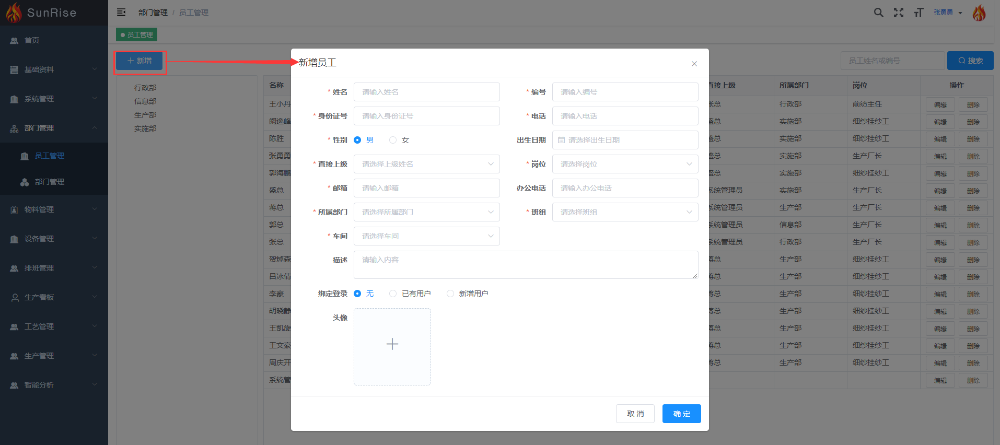 SunRise
部门管理 / 员工管理
张勇勇
员工管理
首页
基础资料
系统管理
部门管理
员工管理
部门管理
物料管理
设备管理
排班管理
生产看板
工艺管理
生产管理
智能分析
新增
员工姓名或编号
搜索
行政部
信息部
生产部
实施部
名称 直接上级 所属部门 岗位 操作
王小丹 张总 行政部 前纺主任 编辑 删除
阙逸峰 盛总 实施部 细纱挂纱工 编辑 删除
陈胜 盛总 实施部 细纱挂纱工 编辑 删除
张勇勇 盛总 实施部 生产厂长 编辑 删除
郭海鹏 盛总 实施部 细纱挂纱工 编辑 删除
盛总 系统管理员 实施部 生产厂长 编辑 删除
蒋总 系统管理员 生产部 生产厂长 编辑 删除
郭总 系统管理员 信息部 生产厂长 编辑 删除
张总 系统管理员 行政部 生产厂长 编辑 删除
贺焯森 蒋总 生产部 细纱挂纱工 编辑 删除
吕冰倩 蒋总 生产部 细纱挂纱工 编辑 删除
李豪 蒋总 生产部 细纱挂纱工 编辑 删除
胡晓静 蒋总 生产部 细纱挂纱工 编辑 删除
王凯旋 蒋总 生产部 细纱挂纱工 编辑 删除
王文豪 蒋总 生产部 细纱挂纱工 编辑 删除
周庆开 蒋总 生产部 细纱挂纱工 编辑 删除
系统管 编辑 删除
新增员工
* 姓名 请输入姓名 * 编号 请输入编号
* 身份证号 请输入身份证号 * 电话 请输入电话
* 性别 男 女 出生日期 请选择出生日期
* 直接上级 请选择上级姓名 * 岗位 请选择岗位
* 邮箱 请输入邮箱 办公电话 请输入办公电话
* 所属部门 请选择所属部门 * 班组 请选择班组
* 车间 请选择车间
描述 请输入内容
绑定登录 无 已有用户 新增用户
头像
取 消 确 定